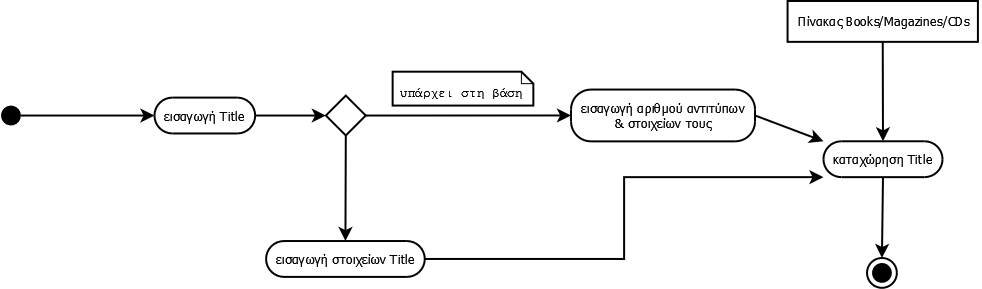 Πίνακας Books/Magazines/CDs
υπάρχει στη βάση
εισαγωγή Title
εισαγωγή αριθμού αντιτύπων
& στοιχείων τους
καταχώρηση Title
εισαγωγή στοιχείων Title